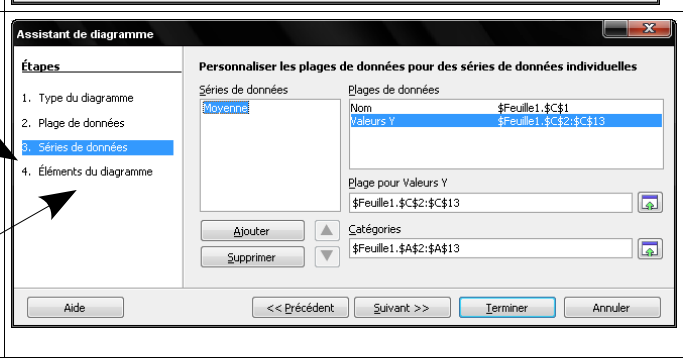 Assistant de diagramme
Étapes
1. Type du diagramme
2. Plage de données
3. Séries de données
4. Éléments du diagramme
Personnaliser les plages de données pour des séries de données individuelles
Séries de données
Moyenne
Plages de données
Nom $Feuille1.$C$1
Valeurs Y $Feuille1.$C$2:$C$13
Plage pour Valeurs Y
$Feuille1.$C$2:$C$13
Ajouter
Supprimer
Catégories
$Feuille1.$A$2:$A$13
Aide
<< Précédent
Suivant >>
Terminer
Annuler